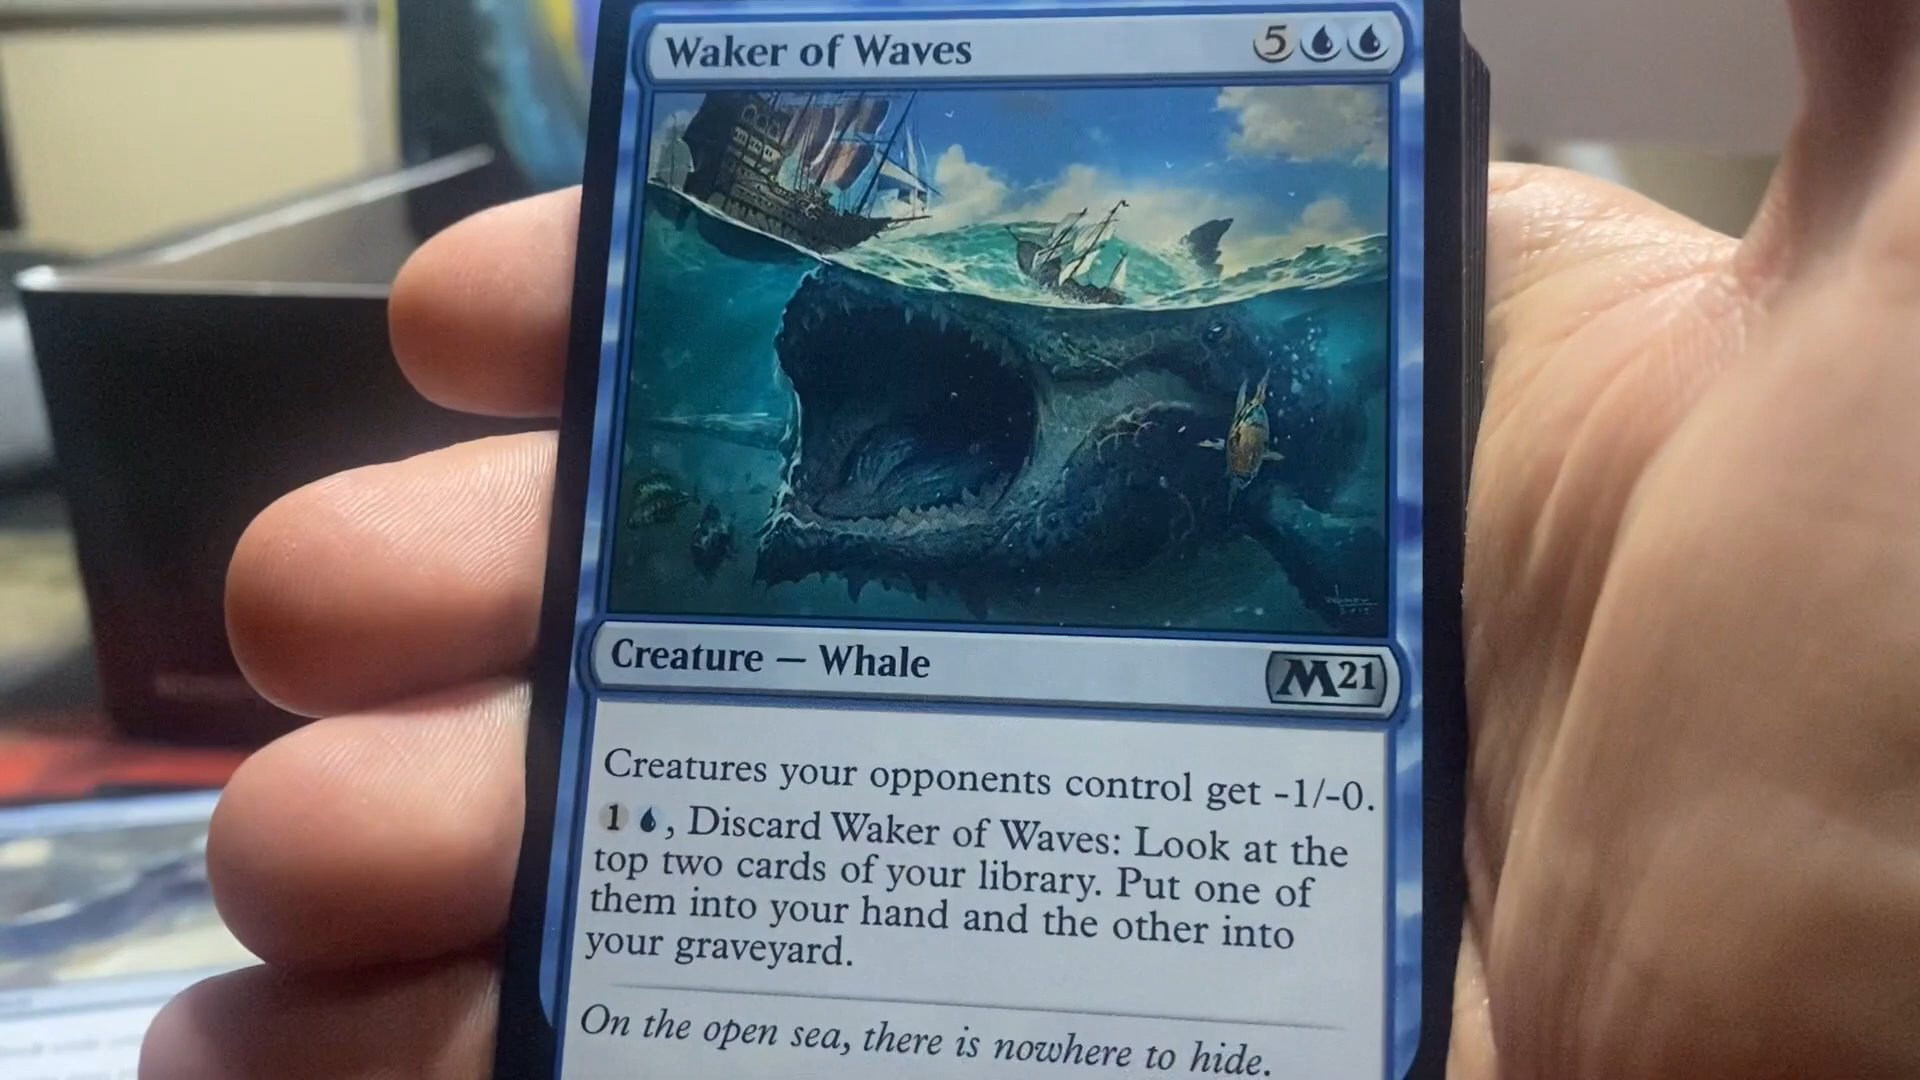 Waker of Waves 5
Creature — Whale M21
Creatures your opponents control get -1/-0.
1 , Discard Waker of Waves: Look at the
top two cards of your library. Put one of
them into your hand and the other into
your graveyard.
On the open sea, there is nowhere to hide.